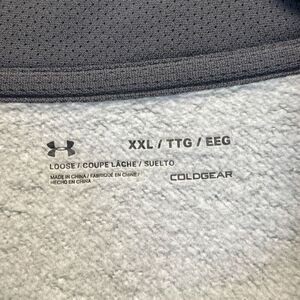 XXL / TTG / EEG
LOOSE / COUPE LÂCHE / SUELTO
MADE IN CHINA / FABRIQUÉ EN CHINE /
HECHO EN CHINA
COLDGEAR